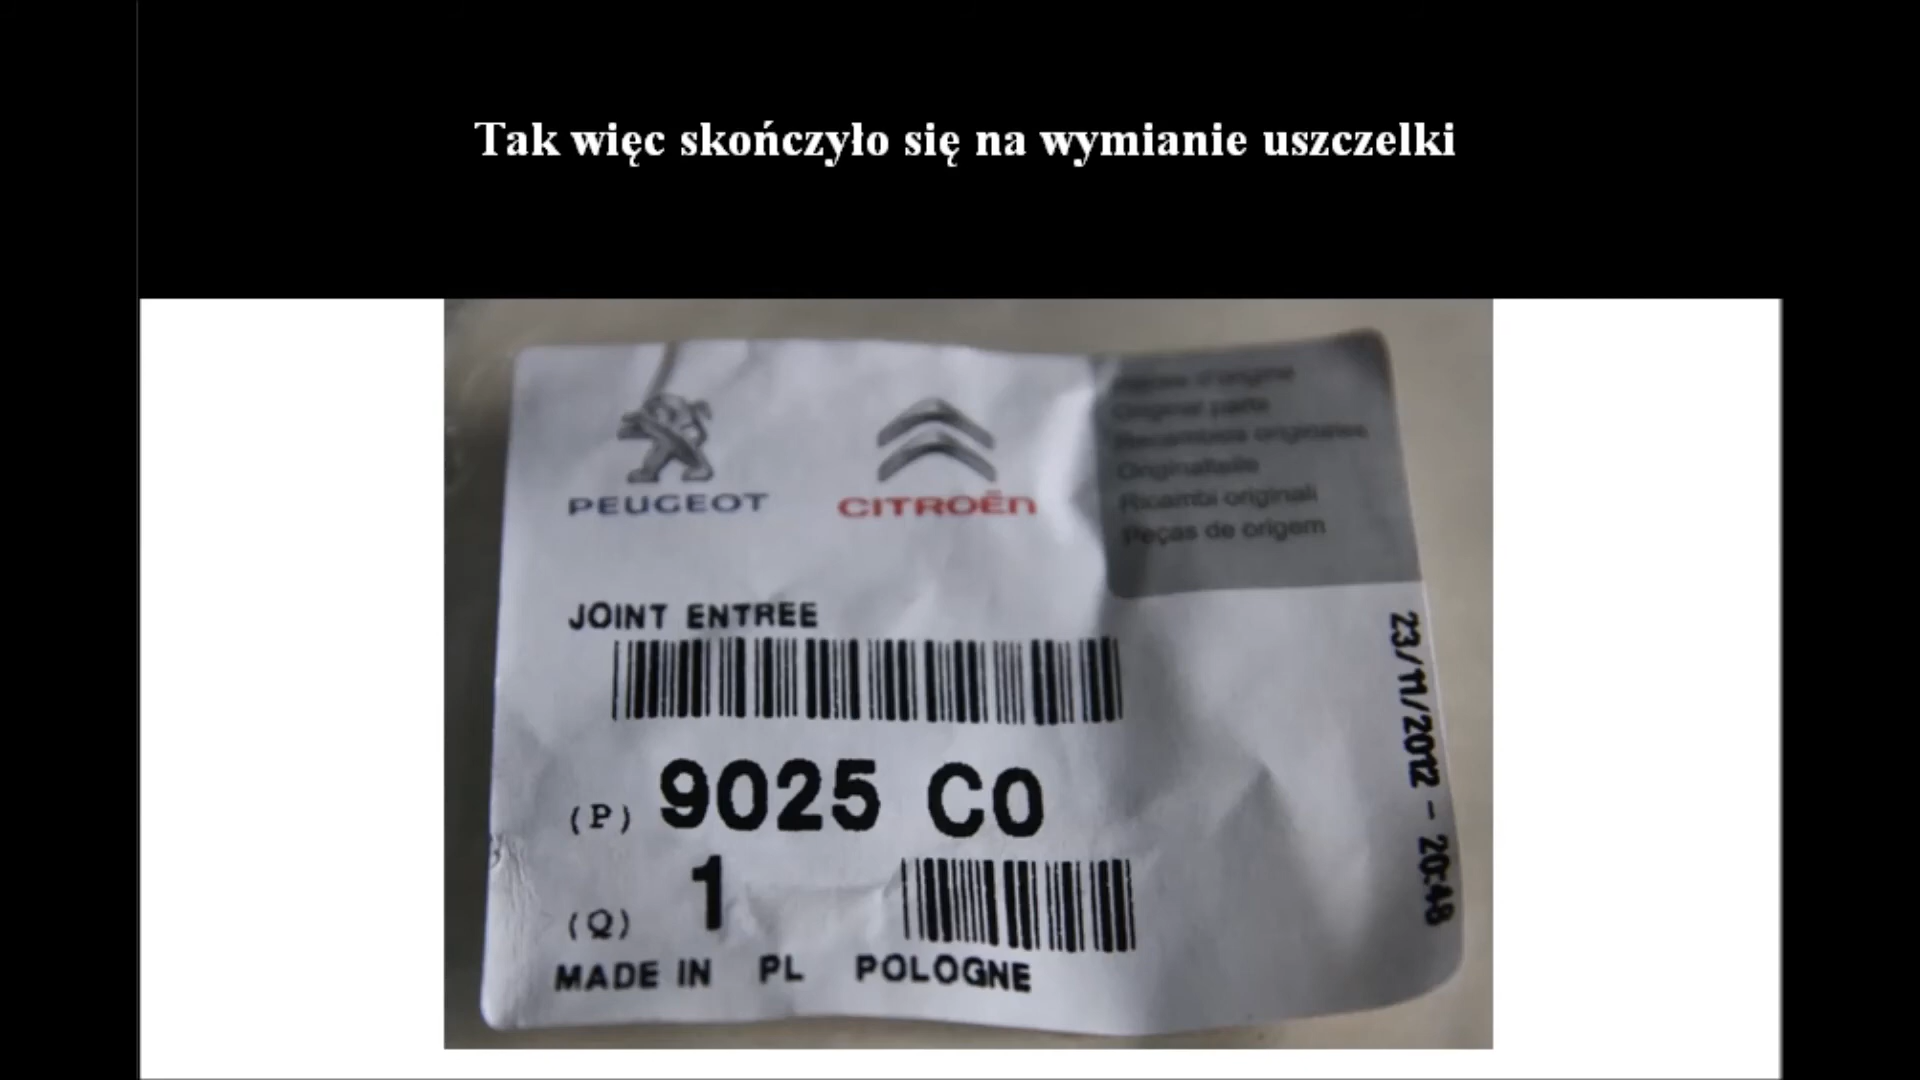 Tak więc skończyło się na wymianie uszczelki
PEUGEOT
CITROËN
Pièces d'origine
Original parts
Recambios originales
Originalteile
Ricambi originali
Peças de origem
JOINT ENTREE
(P) 9025 C0
(Q) 1
MADE IN PL POLOGNE
23/11/2012 - 20:48